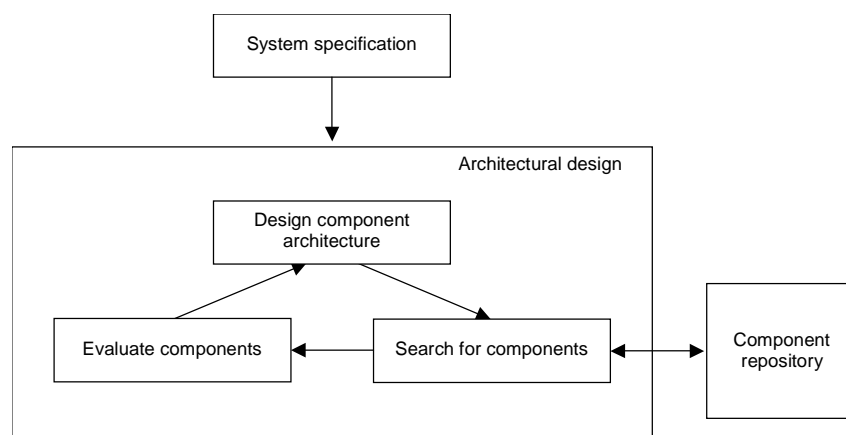 System specification
Architectural design
Design component
architecture
Evaluate components
Search for components
Component
repository